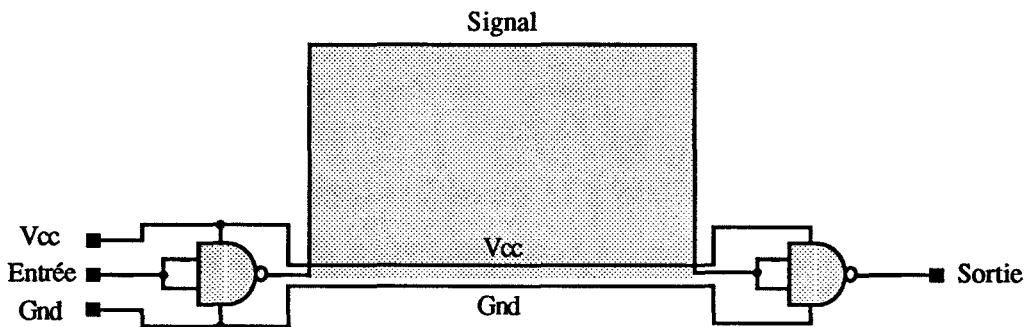 Signal
Vcc
Vcc
Entrée
Sortie
Gnd
Gnd